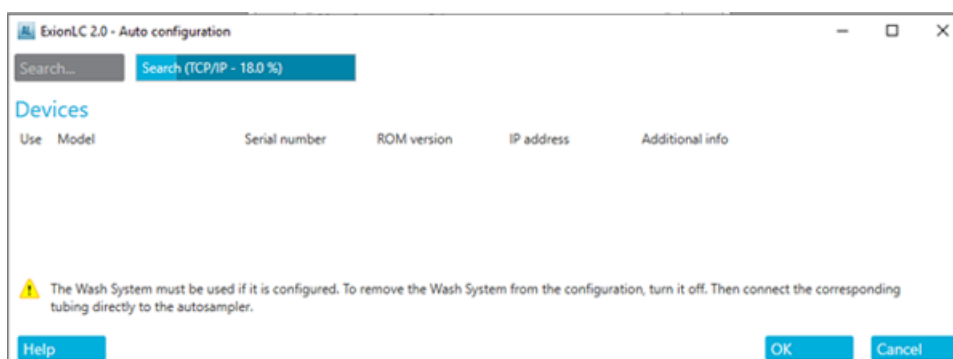 ExionLC 2.0 - Auto configuration
Search... Search (TCP/IP - 18.0 %)
Devices
Use Model Serial number ROM version IP address Additional info
The Wash System must be used if it is configured. To remove the Wash System from the configuration, turn it off. Then connect the corresponding
tubing directly to the autosampler.
Help OK Cancel